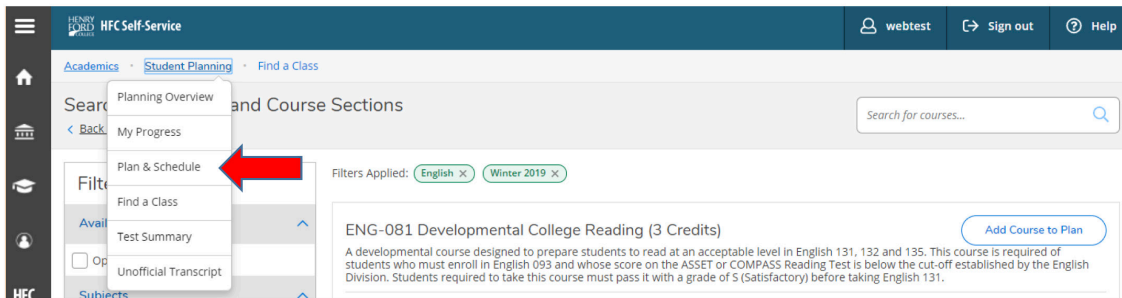 HENRY
FORD
COLLEGE
HFC Self-Service
webtest
Sign out
Help
Academics · Student Planning · Find a Class
Planning Overview
My Progress
Plan & Schedule
Find a Class
Test Summary
Unofficial Transcript
Sear and Course Sections
< Back
Search for courses...
Filte
Filters Applied: English × Winter 2019 ×
Avail
Op
Subjects
HFC
ENG-081 Developmental College Reading (3 Credits)
Add Course to Plan
A developmental course designed to prepare students to read at an acceptable level in English 131, 132 and 135. This course is required of
students who must enroll in English 093 and whose score on the ASSET or COMPASS Reading Test is below the cut-off established by the English
Division. Students required to take this course must pass it with a grade of S (Satisfactory) before taking English 131.